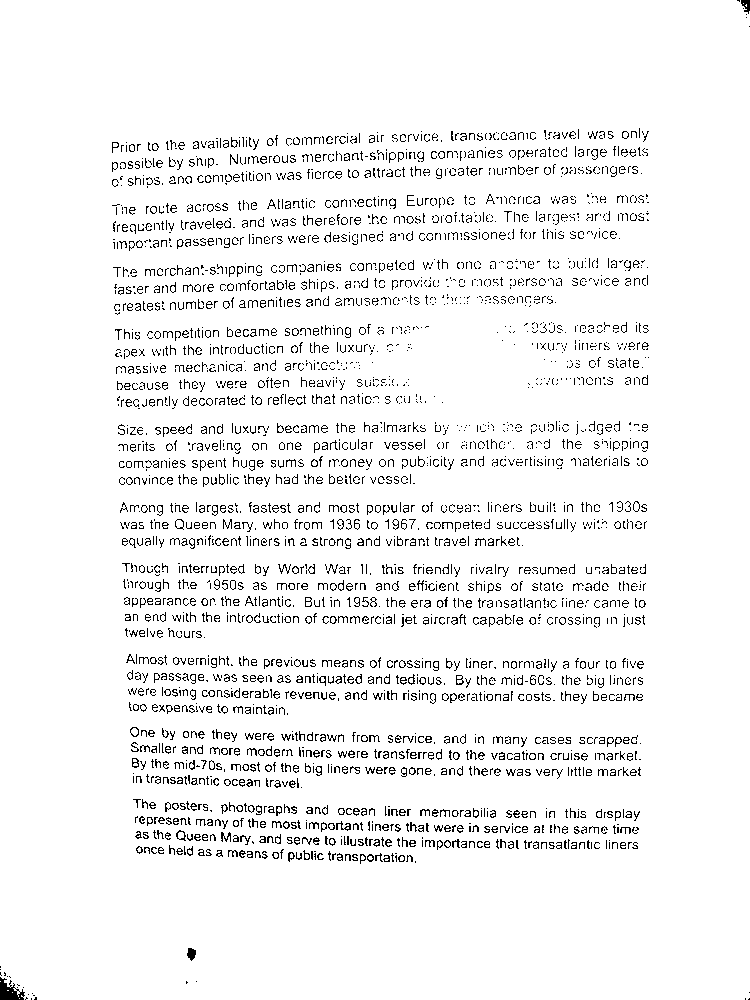 Prior to the availability of commercial air service, transoceanic travel was only
possible by ship. Numerous merchant-shipping companies operated large fleets
of ships, and competition was fierce to attract the greater number of passengers.
The route across the Atlantic connecting Europe to America was the most
frequently traveled, and was therefore the most profitable. The largest and most
important passenger liners were designed and commissioned for this service.
The merchant-shipping companies competed with one another to build larger,
faster and more comfortable ships, and to provide the most personal service and
greatest number of amenities and amusements to their passengers.
This competition became something of a 1930s, reached its
apex with the introduction of the luxury luxury liners were
massive mechanical and of state,"
because they were often heavily governments and
frequently decorated to reflect that nation's
Size, speed and luxury became the hallmarks by which the public judged the
merits of traveling on one particular vessel or another, and the shipping
companies spent huge sums of money on publicity and advertising materials to
convince the public they had the better vessel.
Among the largest, fastest and most popular of ocean liners built in the 1930s
was the Queen Mary, who from 1936 to 1967, competed successfully with other
equally magnificent liners in a strong and vibrant travel market.
Though interrupted by World War II, this friendly rivalry resumed unabated
through the 1950s as more modern and efficient ships of state made their
appearance on the Atlantic. But in 1958, the era of the transatlantic liner came to
an end with the introduction of commercial jet aircraft capable of crossing in just
twelve hours.
Almost overnight, the previous means of crossing by liner, normally a four to five
day passage, was seen as antiquated and tedious. By the mid-60s, the big liners
were losing considerable revenue, and with rising operational costs, they became
too expensive to maintain.
One by one they were withdrawn from service, and in many cases scrapped.
Smaller and more modern liners were transferred to the vacation cruise market.
By the mid-70s, most of the big liners were gone, and there was very little market
in transatlantic ocean travel.
The posters, photographs and ocean liner memorabilia seen in this display
represent many of the most important liners that were in service at the same time
as the Queen Mary, and serve to illustrate the importance that transatlantic liners
once held as a means of public transportation.